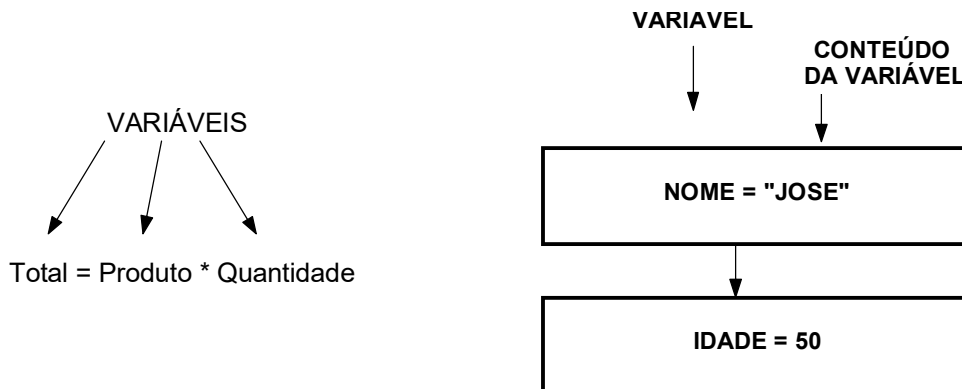 VARIÁVEIS
Total = Produto * Quantidade
VARIAVEL
CONTEÚDO
DA VARIÁVEL
NOME = "JOSE"
IDADE = 50